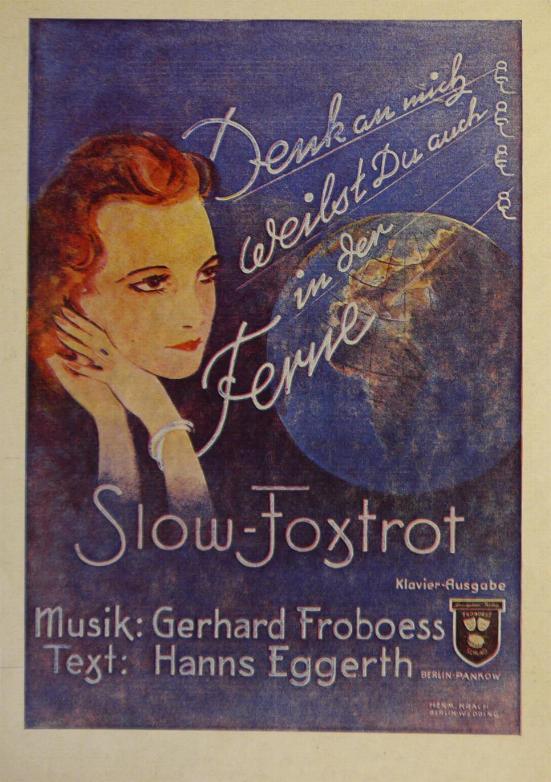 Denk an mich
weilst Du auch
in der
Ferne
Slow-Foxtrot
Klavier-Ausgabe
Musik: Gerhard Froboess
Text: Hanns Eggerth
BERLIN-PANKOW
HERM. KRACH
BERLIN-WEDDING